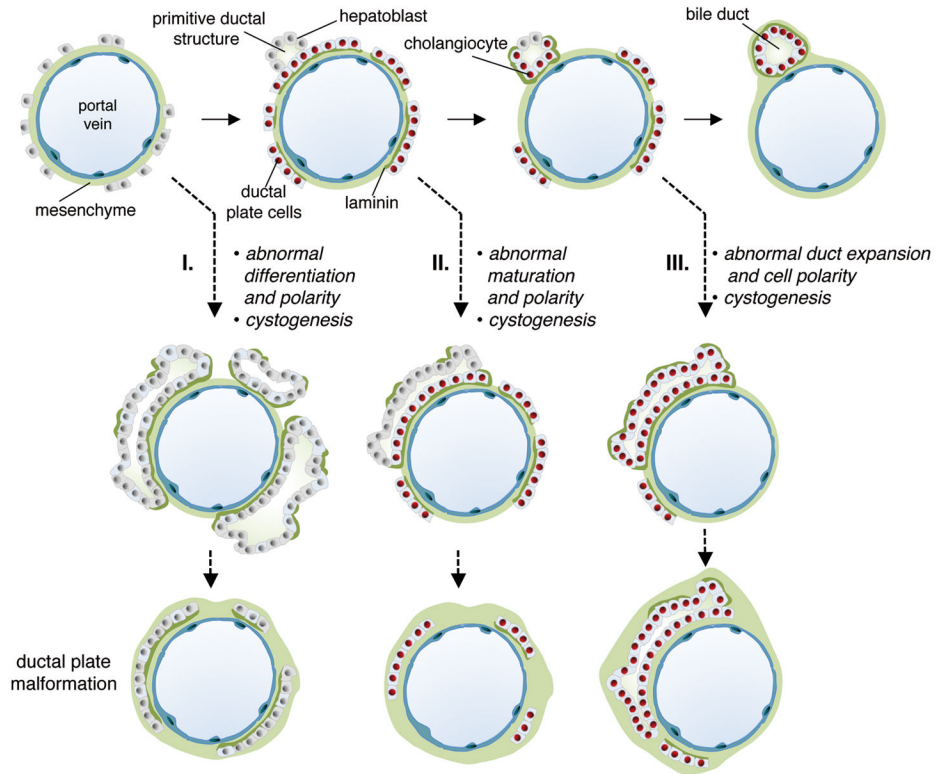 primitive ductal
structure
hepatoblast
cholangiocyte
bile duct
portal
vein
mesenchyme
ductal
plate cells
laminin
I.
• abnormal
differentiation
and polarity
• cystogenesis
II.
• abnormal
maturation
and polarity
• cystogenesis
III.
• abnormal duct expansion
and cell polarity
• cystogenesis
ductal plate
malformation